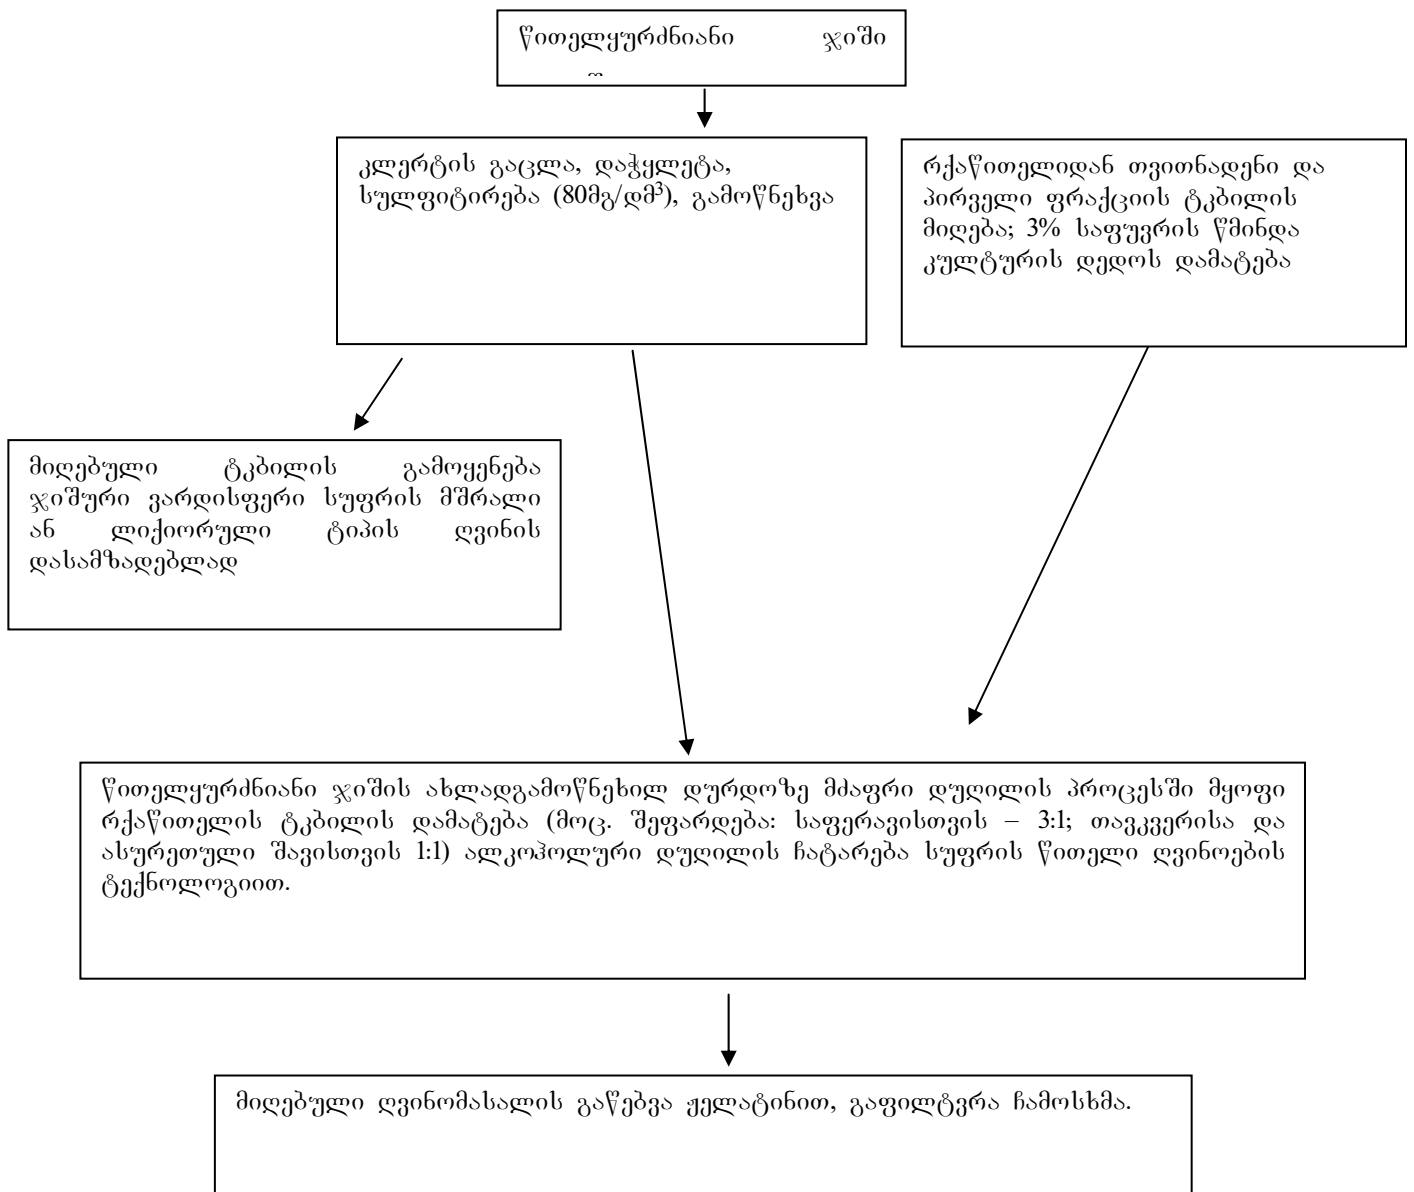 წითელყურძნიანი ჯიში
კლერტის გაცლა, დაჭყლეტა,
სულფიტირება (80მგ/დმ³), გამოწნეხვა
რქაწითელიდან თვითნადენი და
პირველი ფრაქციის ტკბილის
მიღება; 3% საფუვრის წმინდა
კულტურის დედოს დამატება
მიღებული ტკბილის გამოყენება
ჯიშური ვარდისფერი სუფრის მშრალი
ან ლიქიორული ტიპის ღვინის
დასამზადებლად
წითელყურძნიანი ჯიშის ახლადგამოწნეხილ დურდოზე მძაფრი დუღილის პროცესში მყოფი
რქაწითელის ტკბილის დამატება (მოც. შეფარდება: საფერავისთვის – 3:1; თავკვერისა და
ასურეთული შავისთვის 1:1) ალკოჰოლური დუღილის ჩატარება სუფრის წითელი ღვინოების
ტექნოლოგიით.
მიღებული ღვინომასალის გაწებვა ჟელატინით, გაფილტვრა ჩამოსხმა.